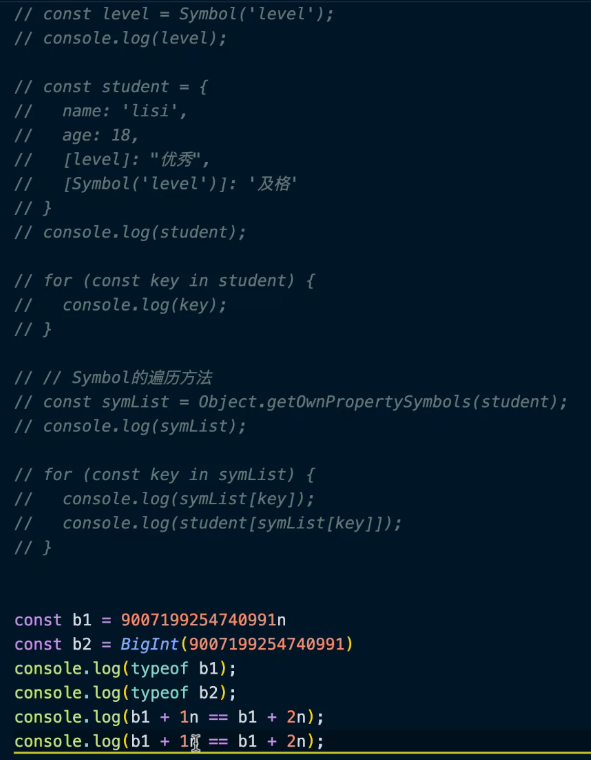 // const level = Symbol('level');
// console.log(level);
// const student = {
//   name: 'lisi',
//   age: 18,
//   [level]: "优秀",
//   [Symbol('level')]: '及格'
// }
// console.log(student);
// for (const key in student) {
//   console.log(key);
// }
// // Symbol的遍历方法
// const symList = Object.getOwnPropertySymbols(student);
// console.log(symList);
// for (const key in symList) {
//   console.log(symList[key]);
//   console.log(student[symList[key]]);
// }
const b1 = 9007199254740991n
const b2 = BigInt(9007199254740991)
console.log(typeof b1);
console.log(typeof b2);
console.log(b1 + 1n == b1 + 2n);
console.log(b1 + 1n == b1 + 2n);